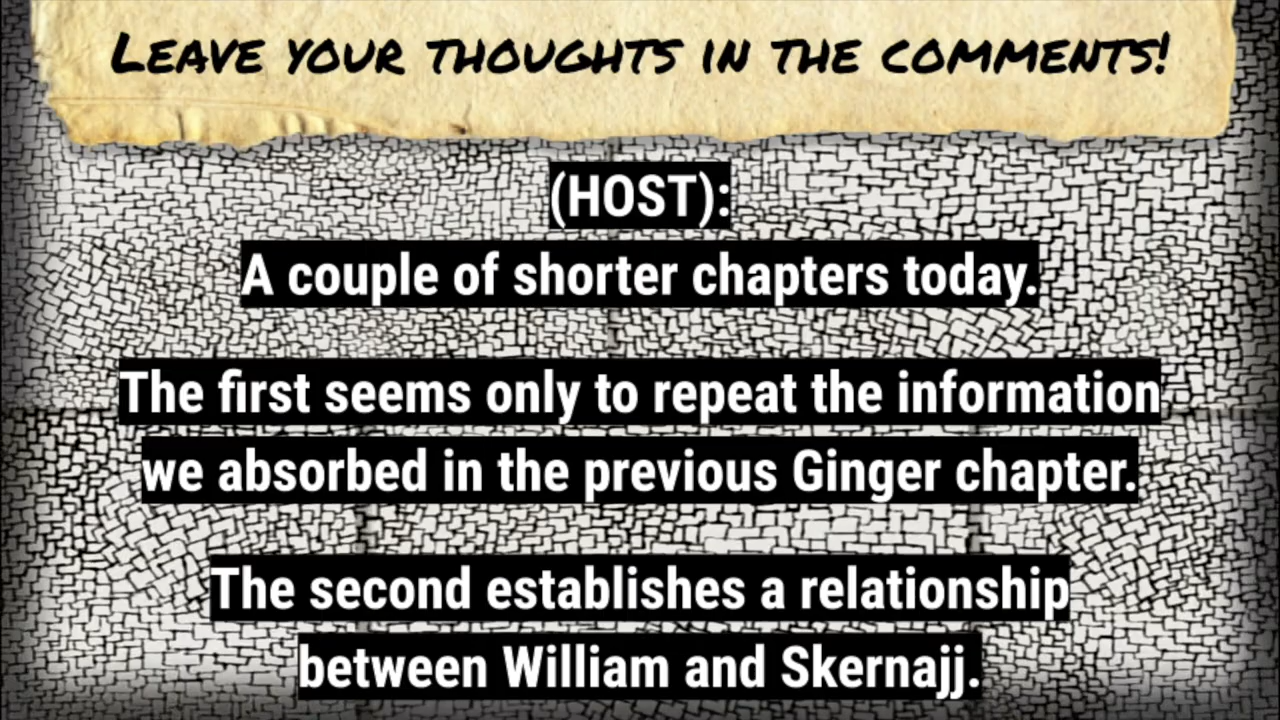 Leave your thoughts in the comments!
(HOST):
A couple of shorter chapters today.
The first seems only to repeat the information
we absorbed in the previous Ginger chapter.
The second establishes a relationship
between William and Skernajj.